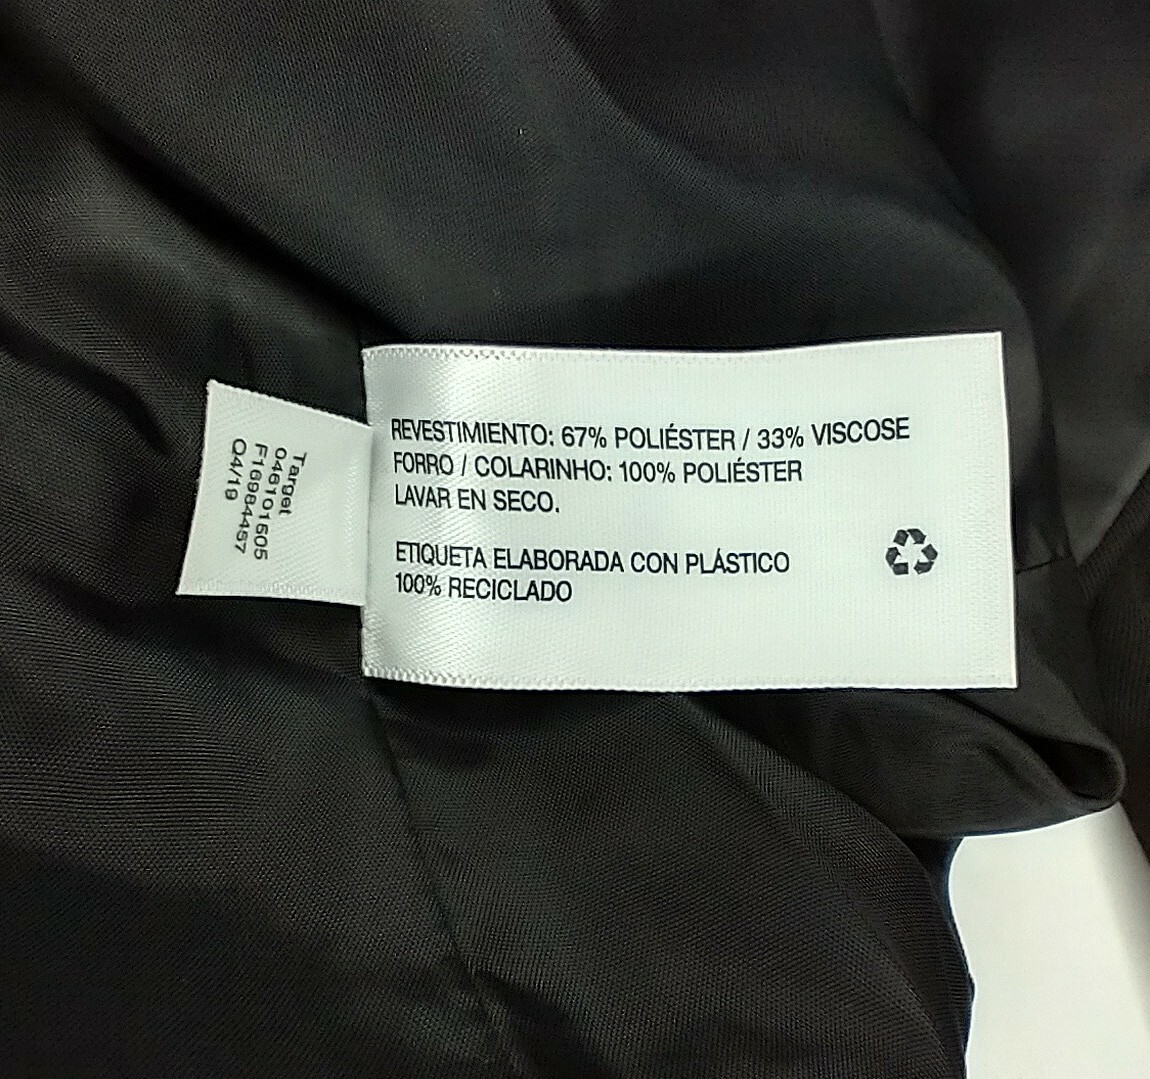 REVESTIMIENTO: 67% POLIÉSTER / 33% VISCOSE
FORRO / COLARINHO: 100% POLIÉSTER
LAVAR EN SECO.
ETIQUETA ELABORADA CON PLÁSTICO
100% RECICLADO
Target
046101605
F16984457
Q4/19